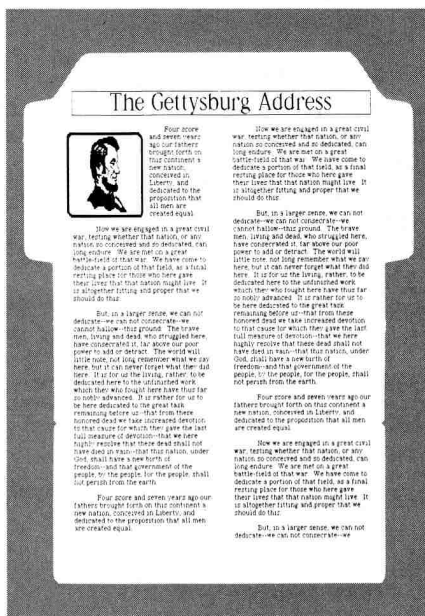 The Gettysburg Address
Four score
and seven years
ago our fathers
brought forth on
this continent a
new nation,
conceived in
Liberty, and
dedicated to the
proposition that
all men are
created equal.
Now we are engaged in a great civil
war, testing whether that nation, or any
nation so conceived and so dedicated, can
long endure. We are met on a great
battle-field of that war. We have come to
dedicate a portion of that field, as a final
resting place for those who here gave
their lives that that nation might live. It
is altogether fitting and proper that we
should do this.
But, in a larger sense, we can not
dedicate--we can not consecrate--we
cannot hallow--this ground. The brave
men, living and dead, who struggled here,
have consecrated it, far above our poor
power to add or detract. The world will
little note, nor long remember what we say
here, but it can never forget what they did
here. It is for us the living, rather, to be
dedicated here to the unfinished work
which they who fought here have thus far
so nobly advanced. It is rather for us to
be here dedicated to the great task
remaining before us--that from these
honored dead we take increased devotion
to that cause for which they gave the last
full measure of devotion--that we here
highly resolve that these dead shall not
have died in vain--that this nation, under
God, shall have a new birth of
freedom--and that government of the
people, by the people, for the people, shall
not perish from the earth.
Four score and seven years ago our
fathers brought forth on this continent a
new nation, conceived in Liberty, and
dedicated to the proposition that all men
are created equal.
Now we are engaged in a great civil
war, testing whether that nation, or any
nation so conceived and so dedicated, can
long endure. We are met on a great
battle-field of that war. We have come to
dedicate a portion of that field, as a final
resting place for those who here gave
their lives that that nation might live. It
is altogether fitting and proper that we
should do this.
But, in a larger sense, we can not
dedicate--we can not consecrate--we
cannot hallow--this ground. The brave
men, living and dead, who struggled here,
have consecrated it, far above our poor
power to add or detract. The world will
little note, not long remember what we say
here, but it can never forget what they did
here. It is for us the living, rather, to be
dedicated here to the unfinished work
which they who fought here have thus far
so nobly advanced. It is rather for us to
be here dedicated to the great task
remaining before us--that from these
honored dead we take increased devotion
to that cause for which they gave the last
full measure of devotion--that we here
highly resolve that these dead shall not
have died in vain--that this nation, under
God, shall have a new birth of
freedom--and that government of the
people, by the people, for the people, shall
not perish from the earth.
Four score and seven years ago our
fathers brought forth on this continent a
new nation, conceived in Liberty, and
dedicated to the proposition that all men
are created equal.
Now we are engaged in a great civil
war, testing whether that nation, or any
nation so conceived and so dedicated, can
long endure. We are met on a great
battle-field of that war. We have come to
dedicate a portion of that field, as a final
resting place for those who here gave
their lives that that nation might live. It
is altogether fitting and proper that we
should do this.
But, in a larger sense, we can not
dedicate--we can not consecrate--we